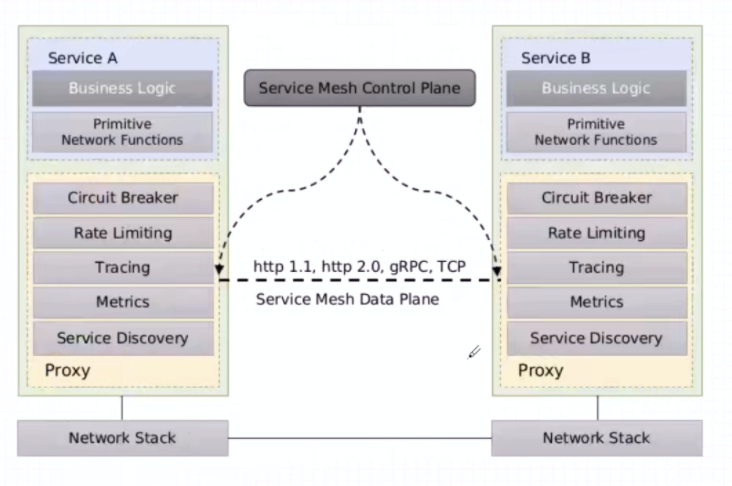 Service A
Business Logic
Primitive
Network Functions
Circuit Breaker
Rate Limiting
Tracing
Metrics
Service Discovery
Proxy
Network Stack
Service Mesh Control Plane
http 1.1, http 2.0, gRPC, TCP
Service Mesh Data Plane
Service B
Business Logic
Primitive
Network Functions
Circuit Breaker
Rate Limiting
Tracing
Metrics
Service Discovery
Proxy
Network Stack